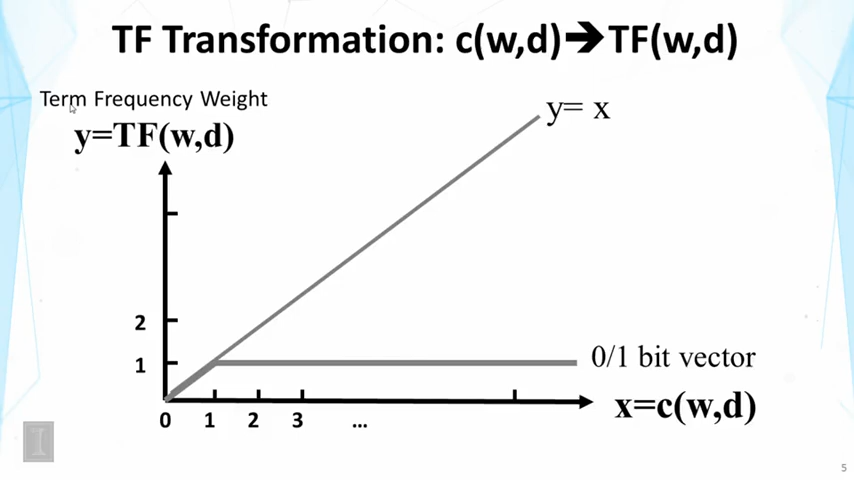 TF Transformation: c(w,d)➔TF(w,d)
Term Frequency Weight
y=TF(w,d)
y= x
2
1
0/1 bit vector
0 1 2 3 ...
x=c(w,d)
I
5